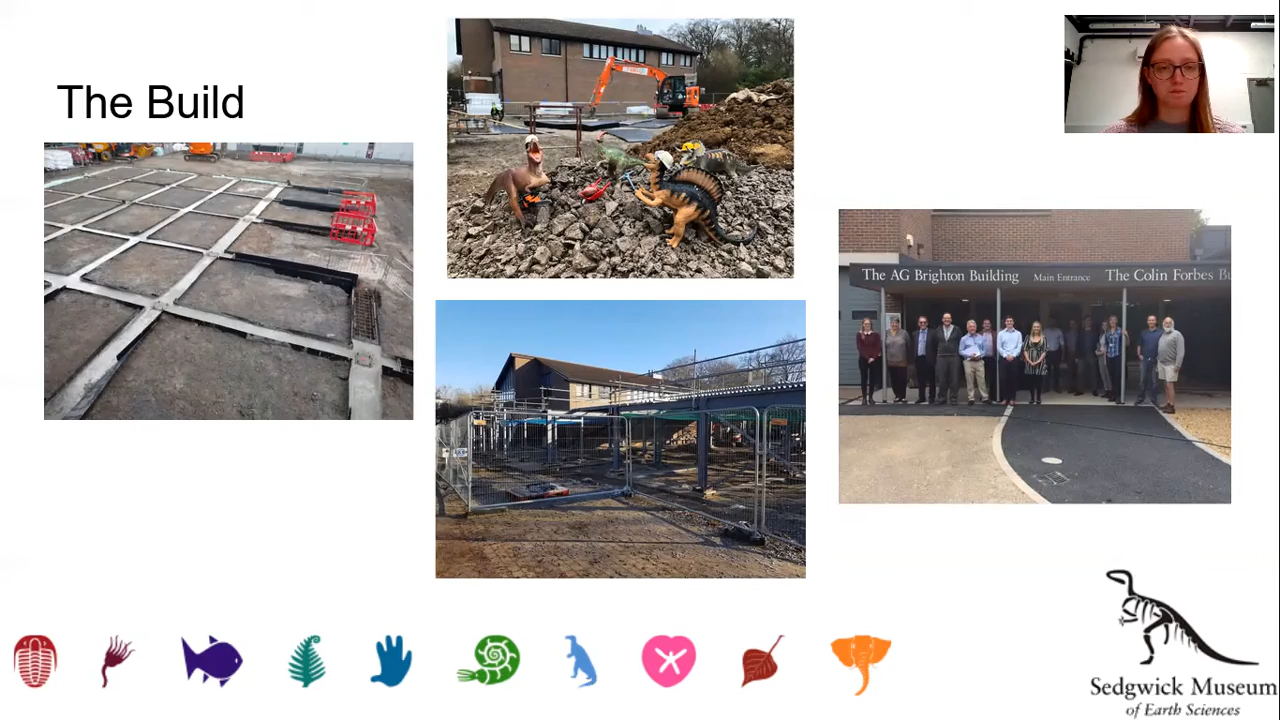 The Build
The AG Brighton Building Main Entrance The Colin Forbes Bu
Sedgwick Museum
of Earth Sciences